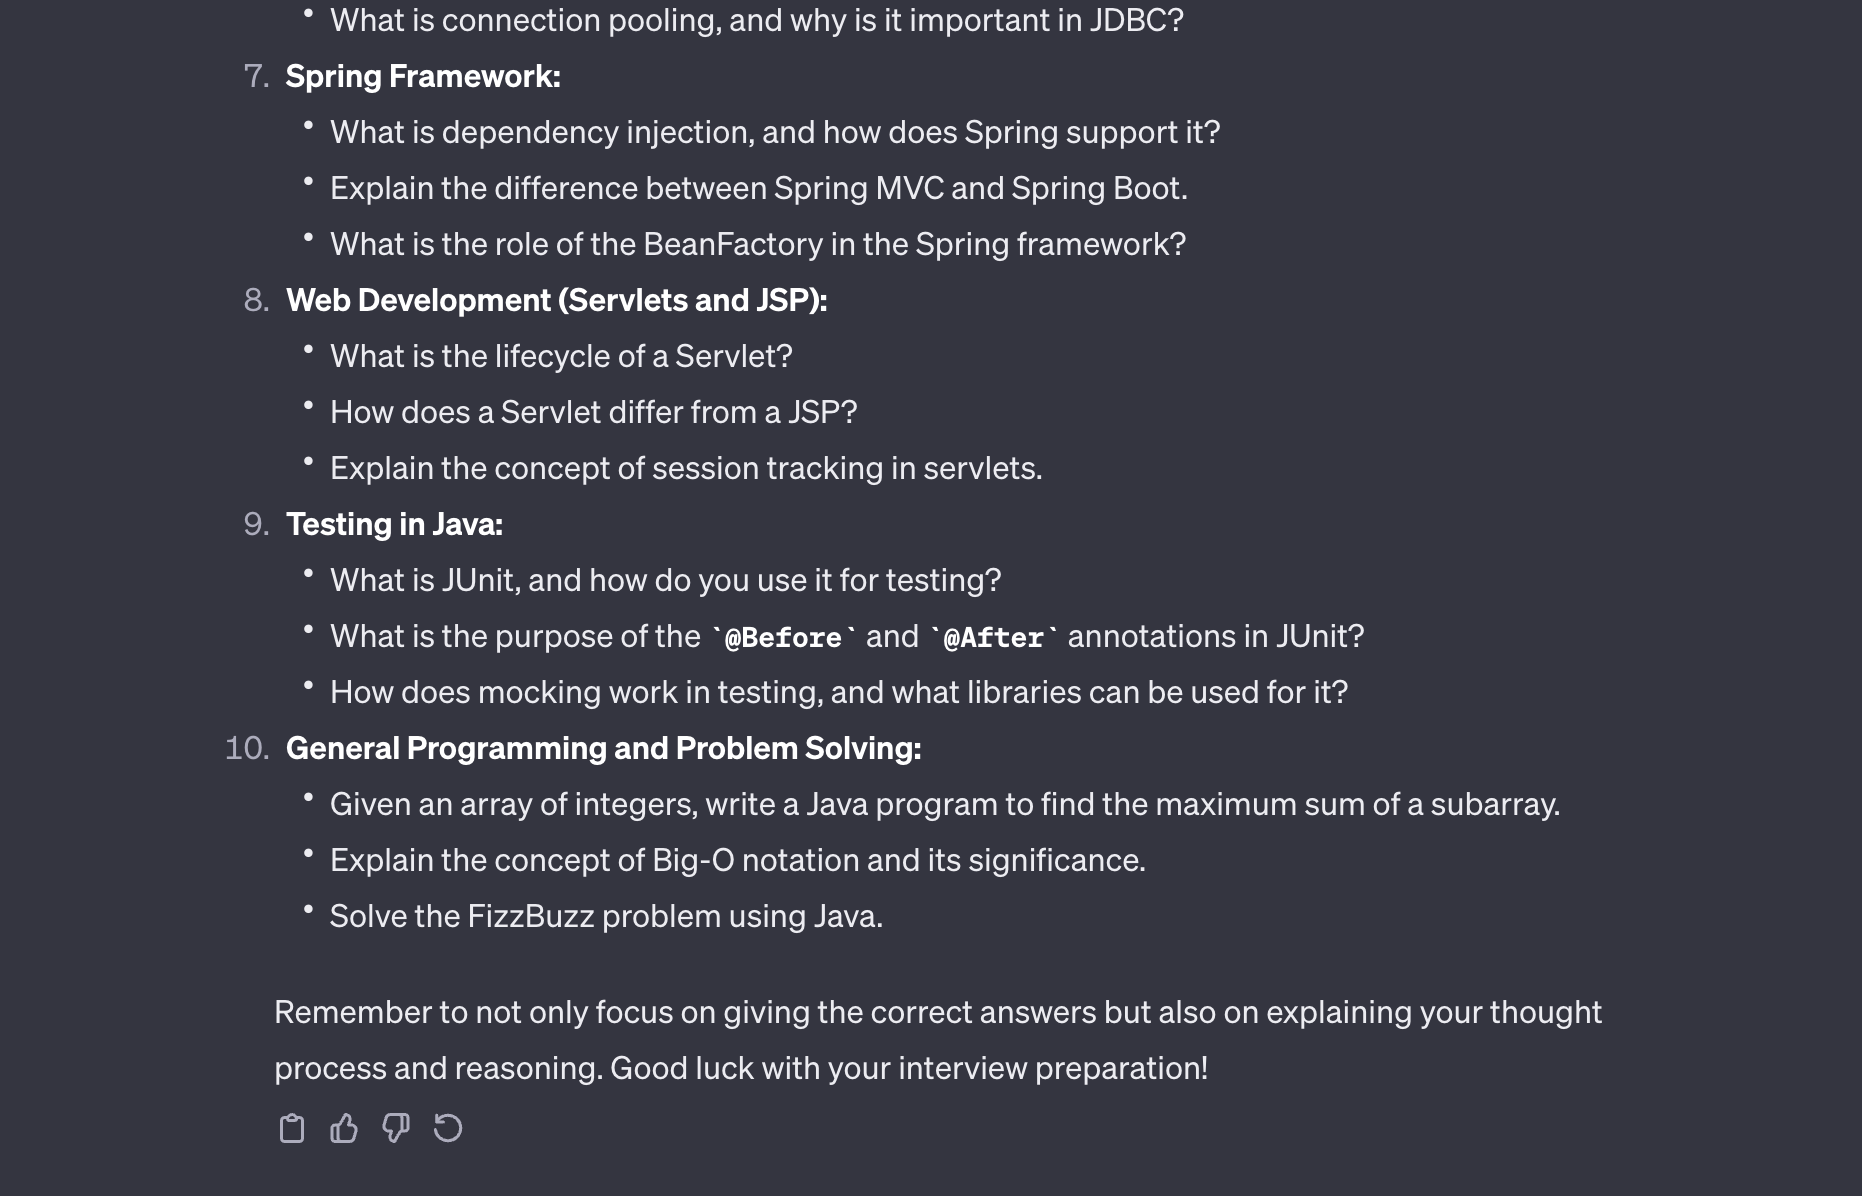 • What is connection pooling, and why is it important in JDBC?
7. Spring Framework:
• What is dependency injection, and how does Spring support it?
• Explain the difference between Spring MVC and Spring Boot.
• What is the role of the BeanFactory in the Spring framework?
8. Web Development (Servlets and JSP):
• What is the lifecycle of a Servlet?
• How does a Servlet differ from a JSP?
• Explain the concept of session tracking in servlets.
9. Testing in Java:
• What is JUnit, and how do you use it for testing?
• What is the purpose of the `@Before` and `@After` annotations in JUnit?
• How does mocking work in testing, and what libraries can be used for it?
10. General Programming and Problem Solving:
• Given an array of integers, write a Java program to find the maximum sum of a subarray.
• Explain the concept of Big-O notation and its significance.
• Solve the FizzBuzz problem using Java.
Remember to not only focus on giving the correct answers but also on explaining your thought
process and reasoning. Good luck with your interview preparation!